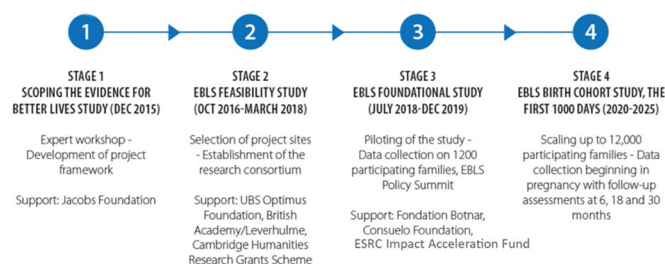 1
2
3
4
STAGE 1
SCOPING THE EVIDENCE FOR
BETTER LIVES STUDY (DEC 2015)
Expert workshop -
Development of project
framework
Support: Jacobs Foundation
STAGE 2
EBLS FEASIBILITY STUDY
(OCT 2016-MARCH 2018)
Selection of project sites
- Establishment of the
research consortium
Support: UBS Optimus
Foundation, British
Academy/Leverhulme,
Cambridge Humanities
Research Grants Scheme
STAGE 3
EBLS FOUNDATIONAL STUDY
(JULY 2018-DEC 2019)
Piloting of the study -
Data collection on 1200
participating families, EBLS
Policy Summit
Support: Fondation Botnar,
Consuelo Foundation,
ESRC Impact Acceleration Fund
STAGE 4
EBLS BIRTH COHORT STUDY, THE
FIRST 1000 DAYS (2020-2025)
Scaling up to 12,000
participating families - Data
collection beginning in
pregnancy with follow-up
assessments at 6, 18 and 30
months